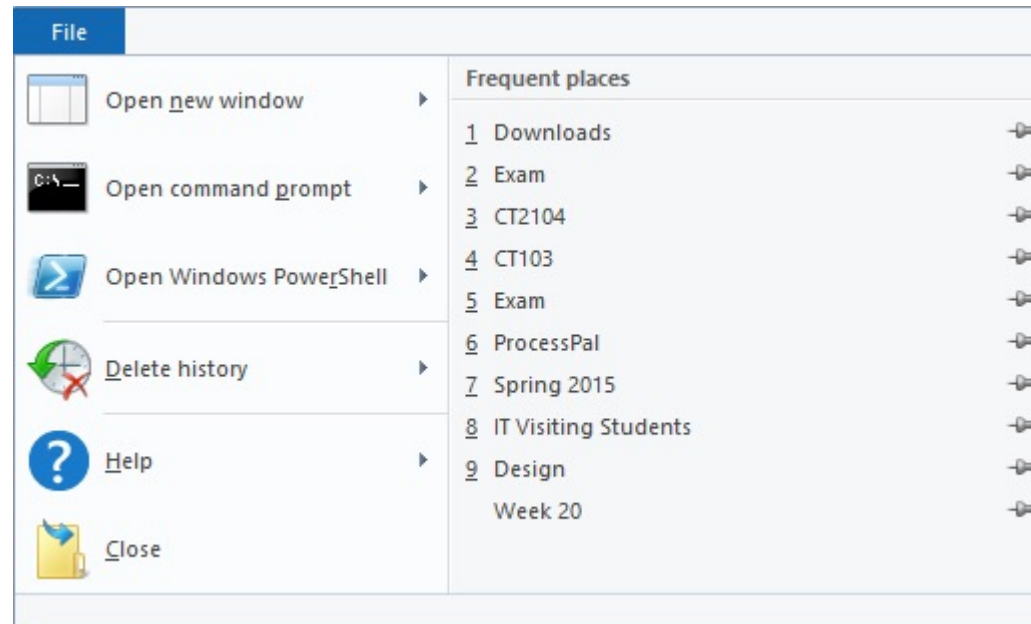 File
Open new window
C:\_
Open command prompt
Open Windows PowerShell
Delete history
Help
Close
Frequent places
1 Downloads
2 Exam
3 CT2104
4 CT103
5 Exam
6 ProcessPal
7 Spring 2015
8 IT Visiting Students
9 Design
Week 20